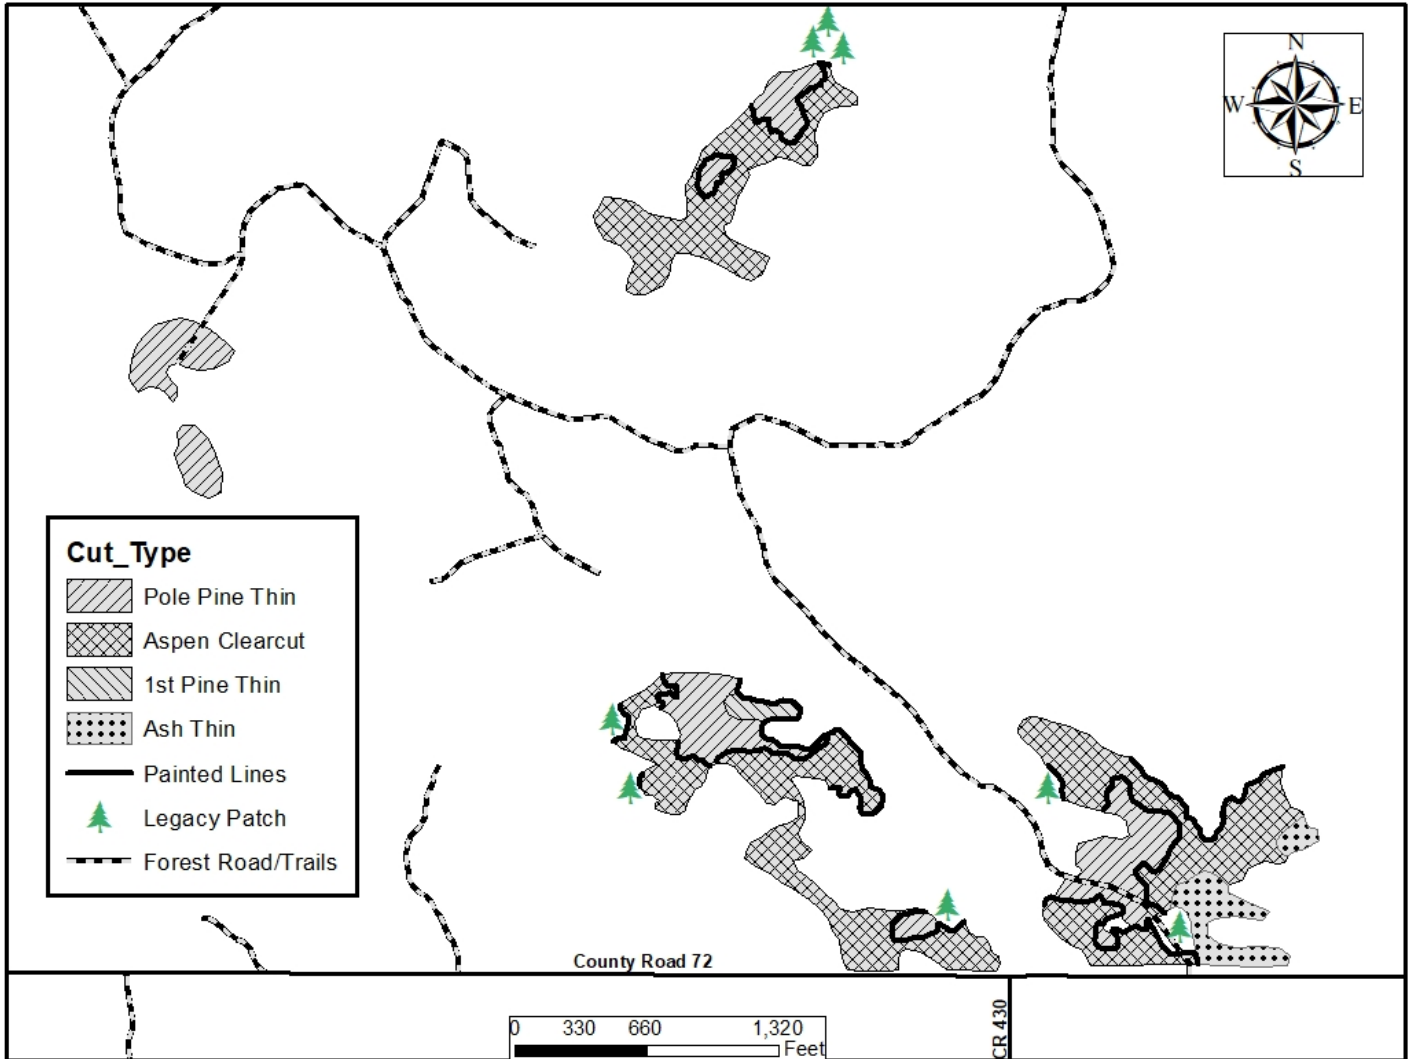 N
W E
S
Cut_Type
Pole Pine Thin
Aspen Clearcut
1st Pine Thin
Ash Thin
Painted Lines
Legacy Patch
Forest Road/Trails
County Road 72
CR 430
0 330 660 1,320
Feet